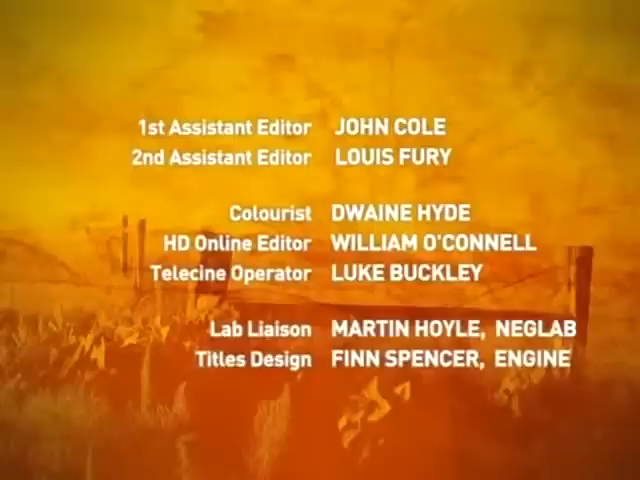 1st Assistant Editor JOHN COLE
2nd Assistant Editor LOUIS FURY
Colourist DWAINE HYDE
HD Online Editor WILLIAM O'CONNELL
Telecine Operator LUKE BUCKLEY
Lab Liaison MARTIN HOYLE, NEGLAB
Titles Design FINN SPENCER, ENGINE